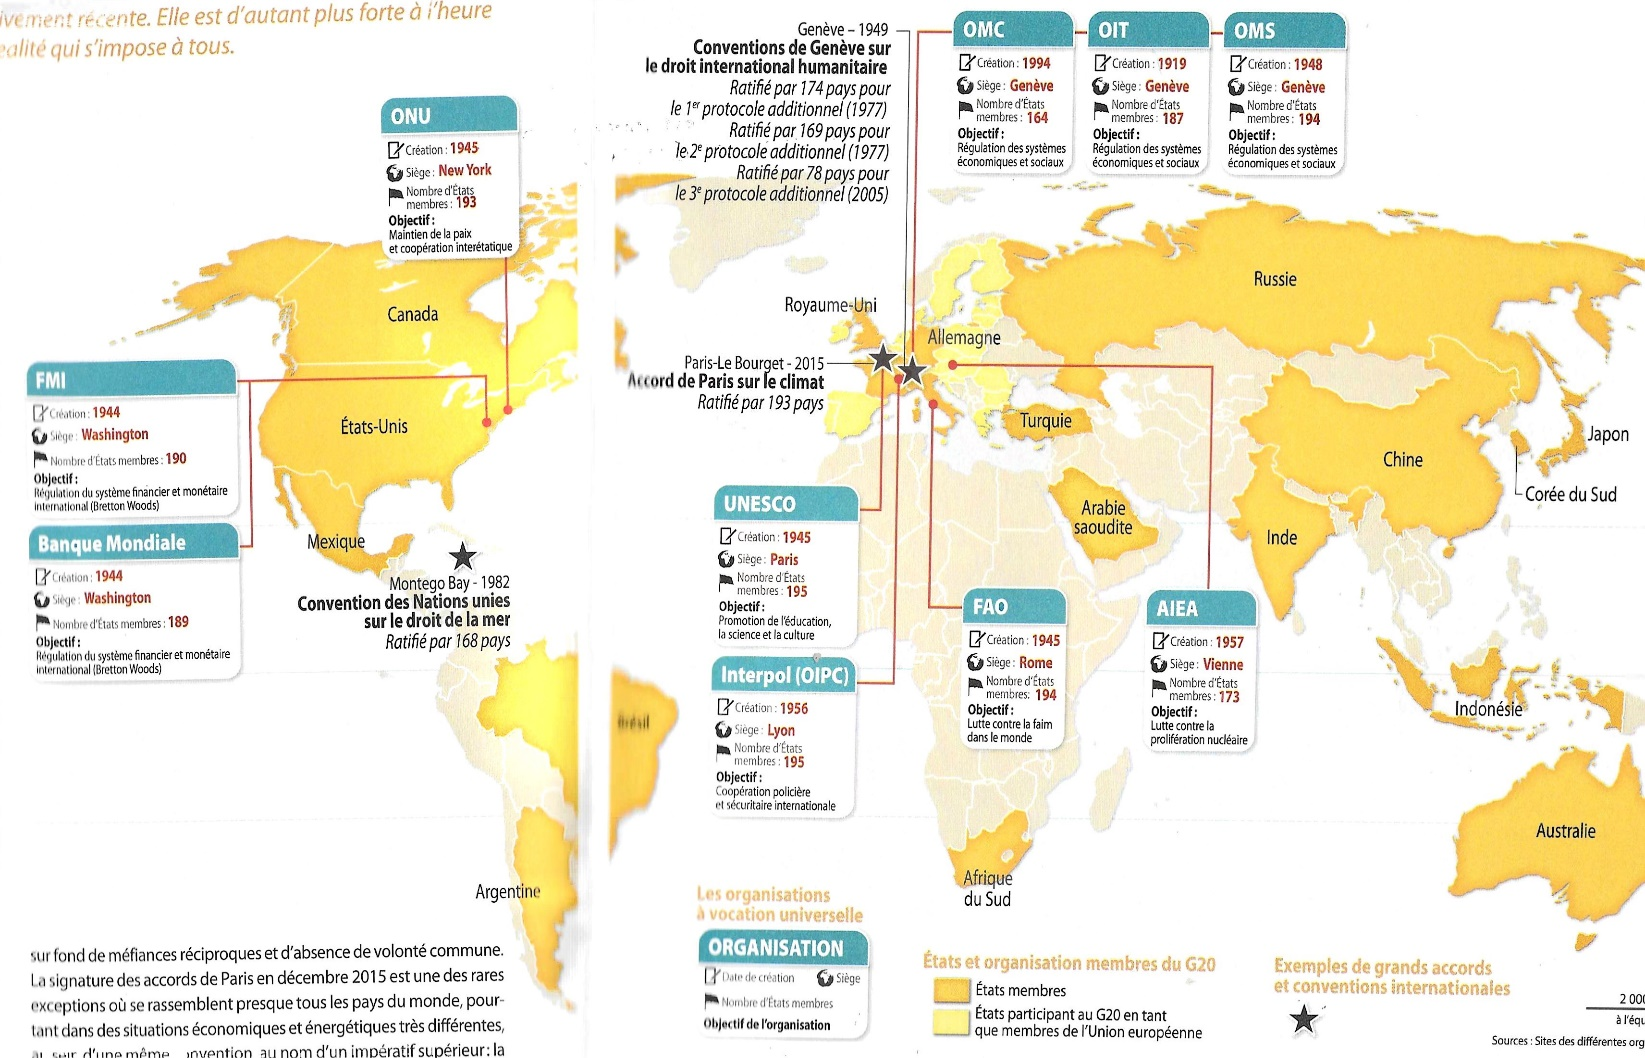 ivement récente. Elle est d'autant plus forte à l'heure
éalité qui s'impose à tous.
ONU
Création : 1945
Siège : New York
Nombre d'États
membres : 193
Objectif :
Maintien de la paix
et coopération interétatique
Genève – 1949
Conventions de Genève sur
le droit international humanitaire
Ratifié par 174 pays pour
le 1er protocole additionnel (1977)
Ratifié par 169 pays pour
le 2e protocole additionnel (1977)
Ratifié par 78 pays pour
le 3e protocole additionnel (2005)
OMC
Création : 1994
Siège : Genève
Nombre d'États
membres : 164
Objectif :
Régulation des systèmes
économiques et sociaux
OIT
Création : 1919
Siège : Genève
Nombre d'États
membres : 187
Objectif :
Régulation des systèmes
économiques et sociaux
OMS
Création : 1948
Siège : Genève
Nombre d'États
membres : 194
Objectif :
Régulation des systèmes
économiques et sociaux
Canada
Royaume-Uni
Allemagne
Russie
Paris-Le Bourget - 2015
Accord de Paris sur le climat
Ratifié par 193 pays
FMI
Création : 1944
Siège : Washington
Nombre d'États membres : 190
Objectif :
Régulation du système financier et monétaire
international (Bretton Woods)
États-Unis
Turquie
Japon
Chine
Corée du Sud
Banque Mondiale
Création : 1944
Siège : Washington
Nombre d'États membres : 189
Objectif :
Régulation du système financier et monétaire
international (Bretton Woods)
Mexique
Montego Bay - 1982
Convention des Nations unies
sur le droit de la mer
Ratifié par 168 pays
UNESCO
Création : 1945
Siège : Paris
Nombre d'États
membres : 195
Objectif :
Promotion de l'éducation,
la science et la culture
Arabie
saoudite
Inde
Interpol (OIPC)
Création : 1956
Siège : Lyon
Nombre d'États
membres : 195
Objectif :
Coopération policière
et sécuritaire internationale
FAO
Création : 1945
Siège : Rome
Nombre d'États
membres: 194
Objectif :
Lutte contre la faim
dans le monde
AIEA
Création : 1957
Siège : Vienne
Nombre d'États
membres : 173
Objectif :
Lutte contre la
prolifération nucléaire
Brésil
Indonésie
Australie
Argentine
Afrique
du Sud
sur fond de méfiances réciproques et d'absence de volonté commune.
La signature des accords de Paris en décembre 2015 est une des rares
exceptions où se rassemblent presque tous les pays du monde, pour-
tant dans des situations économiques et énergétiques très différentes,
au sein d'une même convention au nom d'un impératif supérieur : la
Les organisations
à vocation universelle
ORGANISATION
Date de création
Siège
Nombre d'États membres
Objectif de l'organisation
États et organisation membres du G20
États membres
États participant au G20 en tant
que membres de l'Union européenne
Exemples de grands accords
et conventions internationales
2 000
à l'équ
Sources : Sites des différentes org